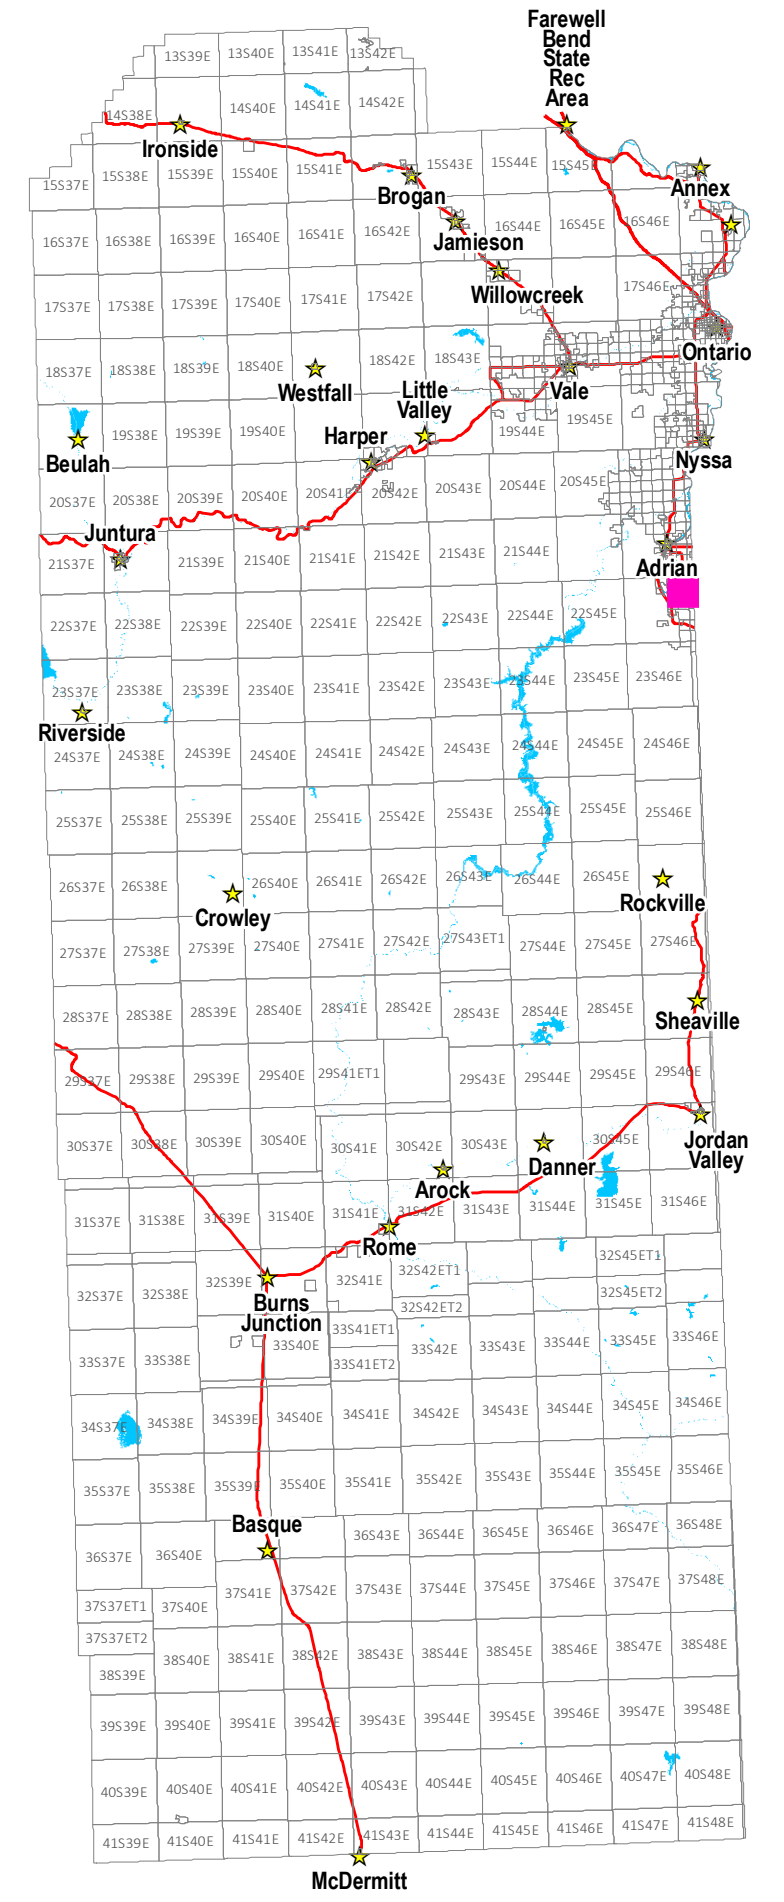 Farewell
Bend
State
Rec
Area
13S39E 13S40E 13S41E 13S42E
14S38E 14S40E 14S41E 14S42E
Ironside
15S37E 15S38E 15S39E 15S40E 15S41E 15S43E 15S44E 15S45E
Brogan
Annex
16S37E 16S38E 16S39E 16S40E 16S41E 16S42E 16S44E 16S45E 16S46E
Jamieson
17S37E 17S38E 17S39E 17S40E 17S41E 17S42E 17S46E
Willowcreek
Ontario
18S37E 18S38E 18S39E 18S40E 18S42E 18S43E
Westfall
Little
Valley
Vale
19S38E 19S39E 19S40E 19S44E 19S45E
Beulah
Harper
Nyssa
20S37E 20S38E 20S39E 20S40E 20S41E 20S42E 20S43E 20S44E 20S45E
Juntura
21S37E 21S39E 21S40E 21S41E 21S42E 21S43E 21S44E
Adrian
22S37E 22S38E 22S39E 22S40E 22S41E 22S42E 22S43E 22S44E 22S45E
23S37E 23S38E 23S39E 23S40E 23S41E 23S42E 23S43E 23S44E 23S45E 23S46E
Riverside
24S37E 24S38E 24S39E 24S40E 24S41E 24S42E 24S43E 24S44E 24S45E 24S46E
25S37E 25S38E 25S39E 25S40E 25S41E 25S42E 25S43E 25S44E 25S45E 25S46E
26S37E 26S38E 26S40E 26S41E 26S42E 26S43E 26S44E 26S45E
Crowley
Rockville
27S37E 27S38E 27S39E 27S40E 27S41E 27S42E 27S43ET1 27S44E 27S45E 27S46E
28S37E 28S38E 28S39E 28S40E 28S41E 28S42E 28S43E 28S44E 28S45E
Sheaville
29S37E 29S38E 29S39E 29S40E 29S41ET1 29S43E 29S44E 29S45E 29S46E
30S37E 30S38E 30S39E 30S40E 30S41E 30S42E 30S43E 30S45E
Jordan
Valley
Danner
Arock
31S37E 31S38E 31S39E 31S40E 31S41E 31S42E 31S43E 31S44E 31S45E 31S46E
Rome
32S37E 32S38E 32S39E 32S41E 32S42ET1 32S45ET1
32S42ET2 32S45ET2
Burns
Junction
33S37E 33S38E 33S40E 33S41ET1 33S42E 33S43E 33S44E 33S45E 33S46E
33S41ET2
34S37E 34S38E 34S39E 34S40E 34S41E 34S42E 34S43E 34S44E 34S45E 34S46E
35S37E 35S38E 35S39E 35S40E 35S41E 35S42E 35S43E 35S44E 35S45E 35S46E
Basque
36S37E 36S40E 36S43E 36S44E 36S45E 36S46E 36S47E 36S48E
37S37ET1 37S40E 37S41E 37S42E 37S43E 37S44E 37S45E 37S46E 37S47E 37S48E
37S37ET2
38S39E 38S40E 38S41E 38S42E 38S43E 38S44E 38S45E 38S46E 38S47E 38S48E
39S39E 39S40E 39S41E 39S42E 39S43E 39S44E 39S45E 39S46E 39S47E 39S48E
40S39E 40S40E 40S41E 40S42E 40S43E 40S44E 40S45E 40S46E 40S47E 40S48E
41S39E 41S40E 41S41E 41S42E 41S43E 41S44E 41S45E 41S46E 41S47E 41S48E
McDermitt